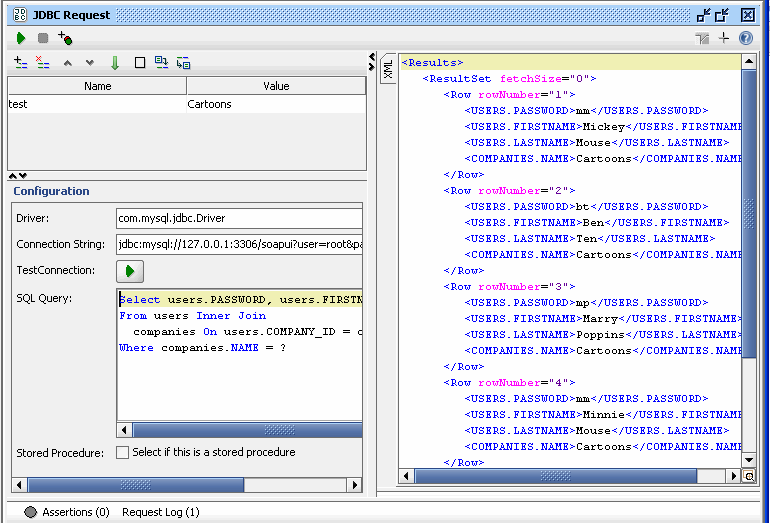 JDBC Request
Name Value
test Cartoons
Configuration
Driver: com.mysql.jdbc.Driver
Connection String: jdbc:mysql://127.0.0.1:3306/soapui?user=root&pa
TestConnection:
SQL Query:
Select users.PASSWORD, users.FIRSTN
From users Inner Join
companies On users.COMPANY_ID = c
Where companies.NAME = ?
Stored Procedure: Select if this is a stored procedure
XML
<Results>
<ResultSet fetchSize="0">
<Row rowNumber="1">
<USERS.PASSWORD>mm</USERS.PASSWORD>
<USERS.FIRSTNAME>Mickey</USERS.FIRSTNAME
<USERS.LASTNAME>Mouse</USERS.LASTNAME>
<COMPANIES.NAME>Cartoons</COMPANIES.NAME
</Row>
<Row rowNumber="2">
<USERS.PASSWORD>bt</USERS.PASSWORD>
<USERS.FIRSTNAME>Ben</USERS.FIRSTNAME>
<USERS.LASTNAME>Ten</USERS.LASTNAME>
<COMPANIES.NAME>Cartoons</COMPANIES.NAME
</Row>
<Row rowNumber="3">
<USERS.PASSWORD>mp</USERS.PASSWORD>
<USERS.FIRSTNAME>Marry</USERS.FIRSTNAME>
<USERS.LASTNAME>Poppins</USERS.LASTNAME>
<COMPANIES.NAME>Cartoons</COMPANIES.NAME
</Row>
<Row rowNumber="4">
<USERS.PASSWORD>mm</USERS.PASSWORD>
<USERS.FIRSTNAME>Minnie</USERS.FIRSTNAME
<USERS.LASTNAME>Mouse</USERS.LASTNAME>
<COMPANIES.NAME>Cartoons</COMPANIES.NAME
</Row>
Assertions (0) Request Log (1)